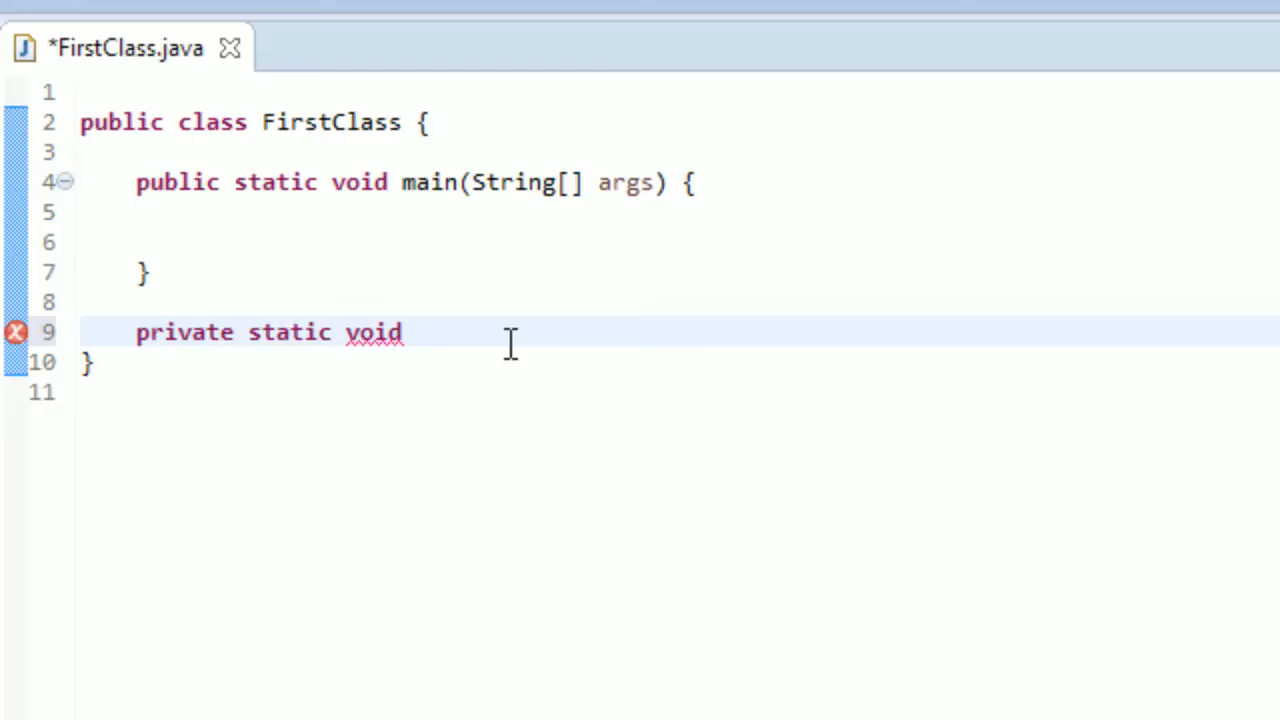 *FirstClass.java
1
2 public class FirstClass {
3
4 public static void main(String[] args) {
5
6
7 }
8
9 private static void
10 }
11